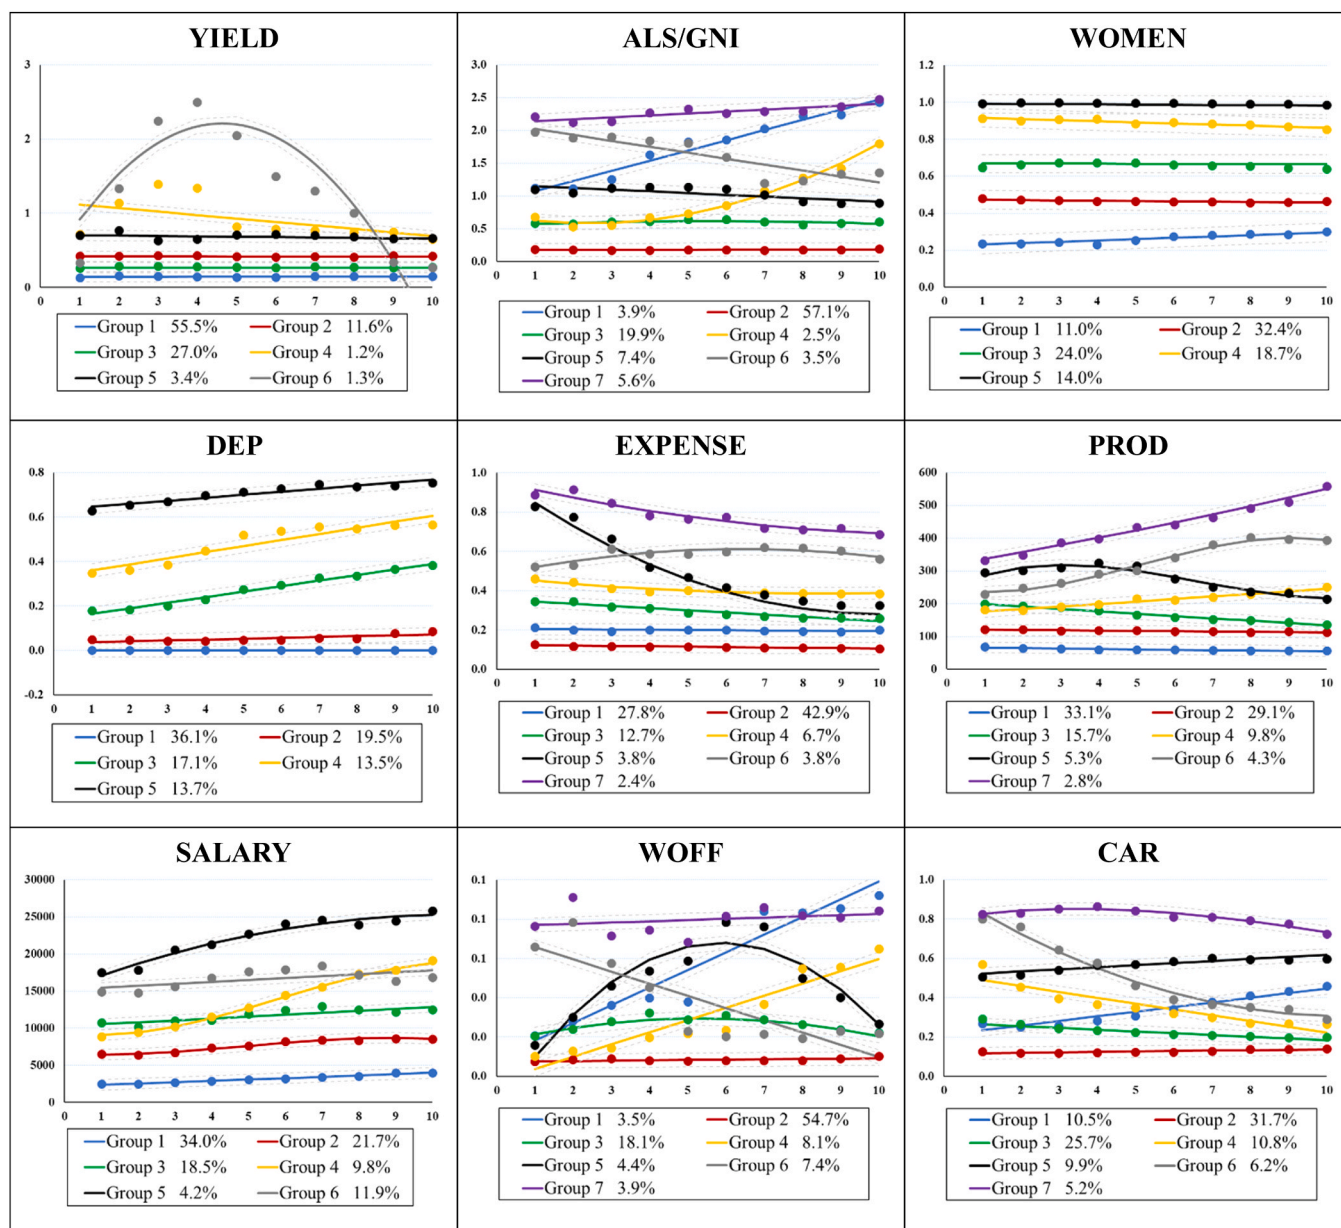 YIELD
3
2
1
0
0 1 2 3 4 5 6 7 8 9 10
Group 1 55.5% Group 2 11.6%
Group 3 27.0% Group 4 1.2%
Group 5 3.4% Group 6 1.3%
ALS/GNI
3.0
2.5
2.0
1.5
1.0
0.5
0.0
0 1 2 3 4 5 6 7 8 9 10
Group 1 3.9% Group 2 57.1%
Group 3 19.9% Group 4 2.5%
Group 5 7.4% Group 6 3.5%
Group 7 5.6%
WOMEN
1.2
1.0
0.8
0.6
0.4
0.2
0.0
0 1 2 3 4 5 6 7 8 9 10
Group 1 11.0% Group 2 32.4%
Group 3 24.0% Group 4 18.7%
Group 5 14.0%
DEP
0.8
0.6
0.4
0.2
0.0
-0.2
1 2 3 4 5 6 7 8 9 10
Group 1 36.1% Group 2 19.5%
Group 3 17.1% Group 4 13.5%
Group 5 13.7%
EXPENSE
1.0
0.8
0.6
0.4
0.2
0.0
0 1 2 3 4 5 6 7 8 9 10
Group 1 27.8% Group 2 42.9%
Group 3 12.7% Group 4 6.7%
Group 5 3.8% Group 6 3.8%
Group 7 2.4%
PROD
600
500
400
300
200
100
0
0 1 2 3 4 5 6 7 8 9 10
Group 1 33.1% Group 2 29.1%
Group 3 15.7% Group 4 9.8%
Group 5 5.3% Group 6 4.3%
Group 7 2.8%
SALARY
30000
25000
20000
15000
10000
5000
0
0 1 2 3 4 5 6 7 8 9 10
Group 1 34.0% Group 2 21.7%
Group 3 18.5% Group 4 9.8%
Group 5 4.2% Group 6 11.9%
WOFF
0.1
0.1
0.1
0.0
0.0
0.0
0 1 2 3 4 5 6 7 8 9 10
Group 1 3.5% Group 2 54.7%
Group 3 18.1% Group 4 8.1%
Group 5 4.4% Group 6 7.4%
Group 7 3.9%
CAR
1.0
0.8
0.6
0.4
0.2
0.0
0 1 2 3 4 5 6 7 8 9 10
Group 1 10.5% Group 2 31.7%
Group 3 25.7% Group 4 10.8%
Group 5 9.9% Group 6 6.2%
Group 7 5.2%